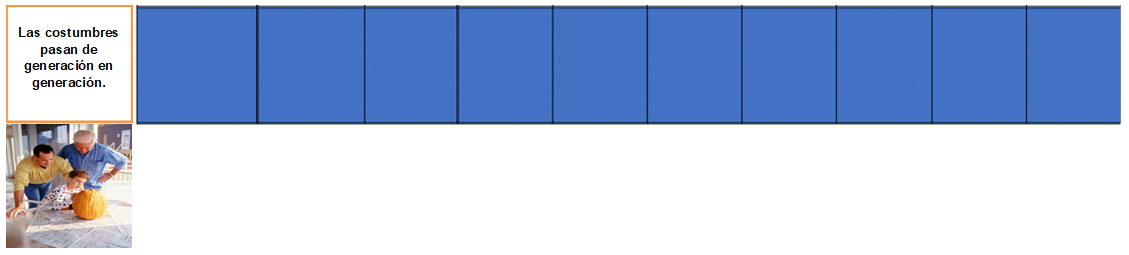 Las costumbres
pasan de
generación en
generación.